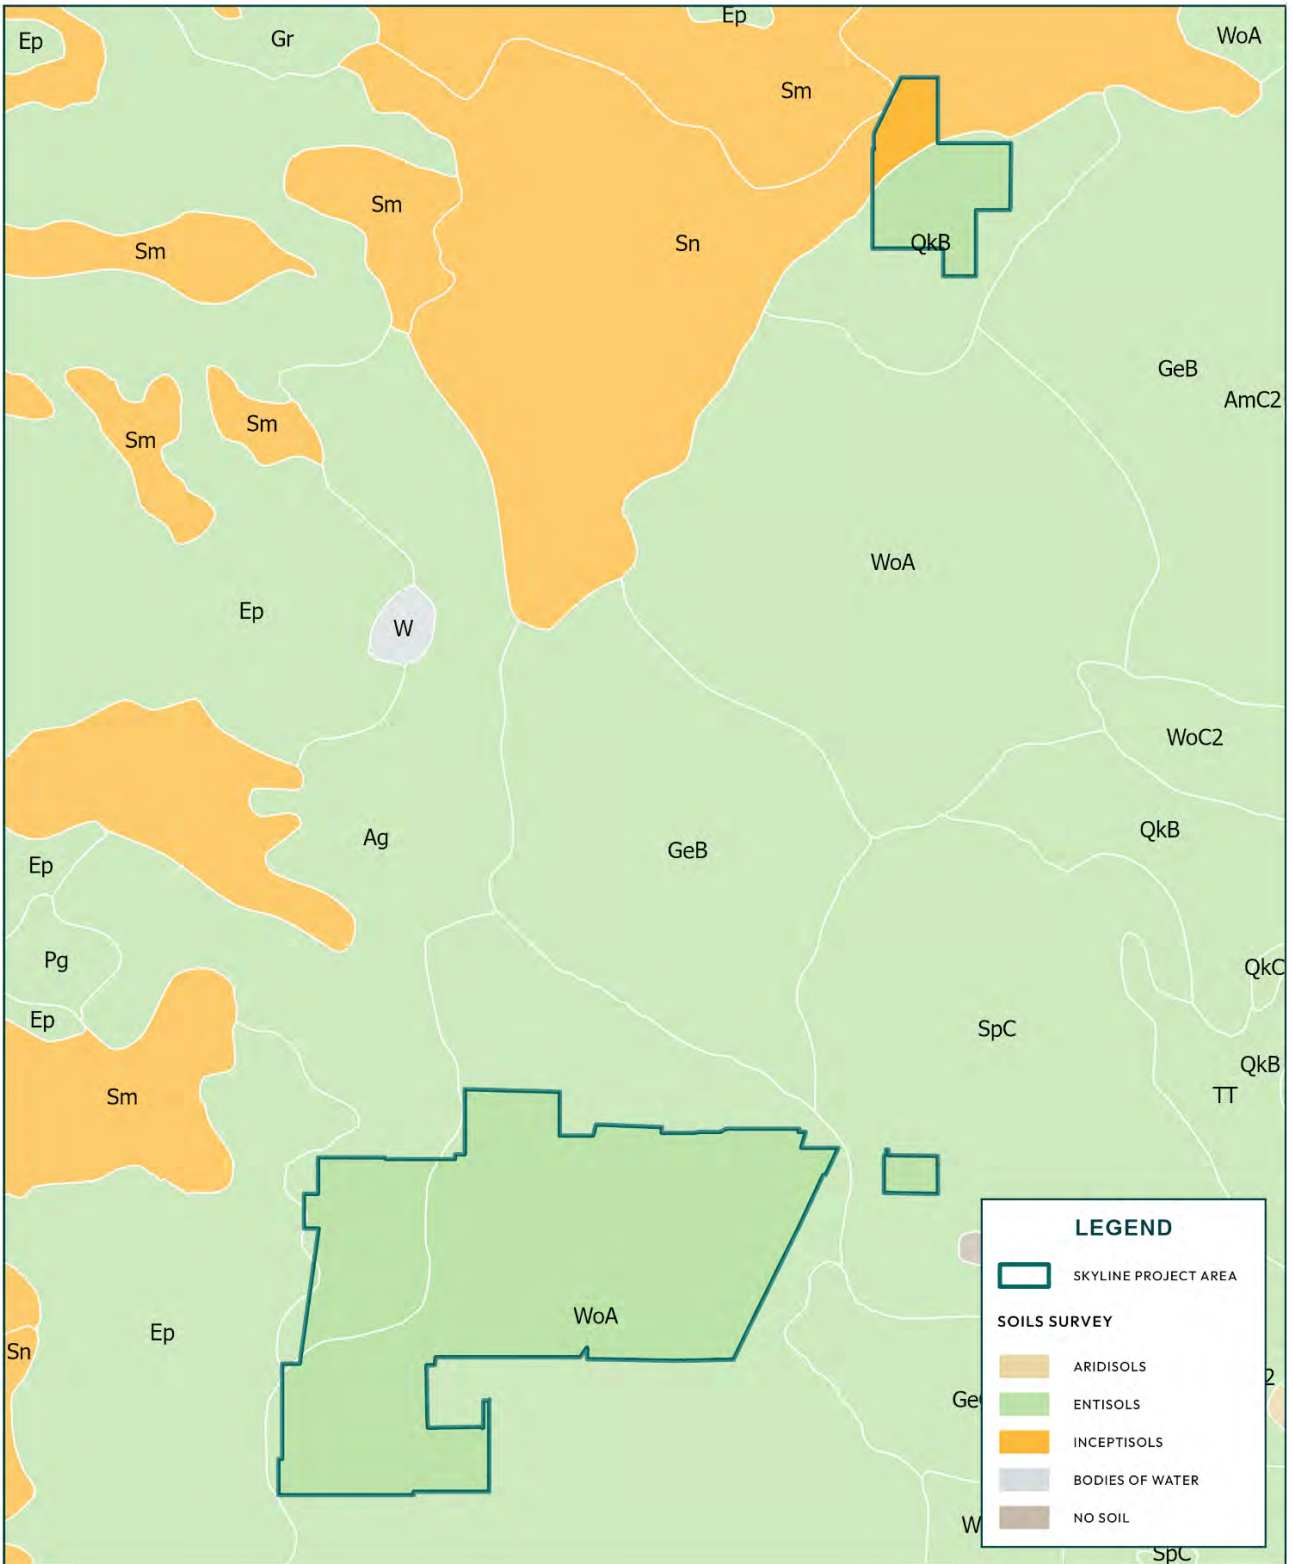 Ep
Gr
Ep
WoA
Sm
Sm
Sm
Sn
QkB
GeB
AmC2
Sm
Sm
WoA
Ep
W
WoC2
QkB
Ag
GeB
Ep
Pg
QkC
Ep
SpC
QkB
TT
Sm
WoA
Ep
Sn
2
Ge
W
SpC
LEGEND
SKYLINE PROJECT AREA
SOILS SURVEY
ARIDISOLS
ENTISOLS
INCEPTISOLS
BODIES OF WATER
NO SOIL